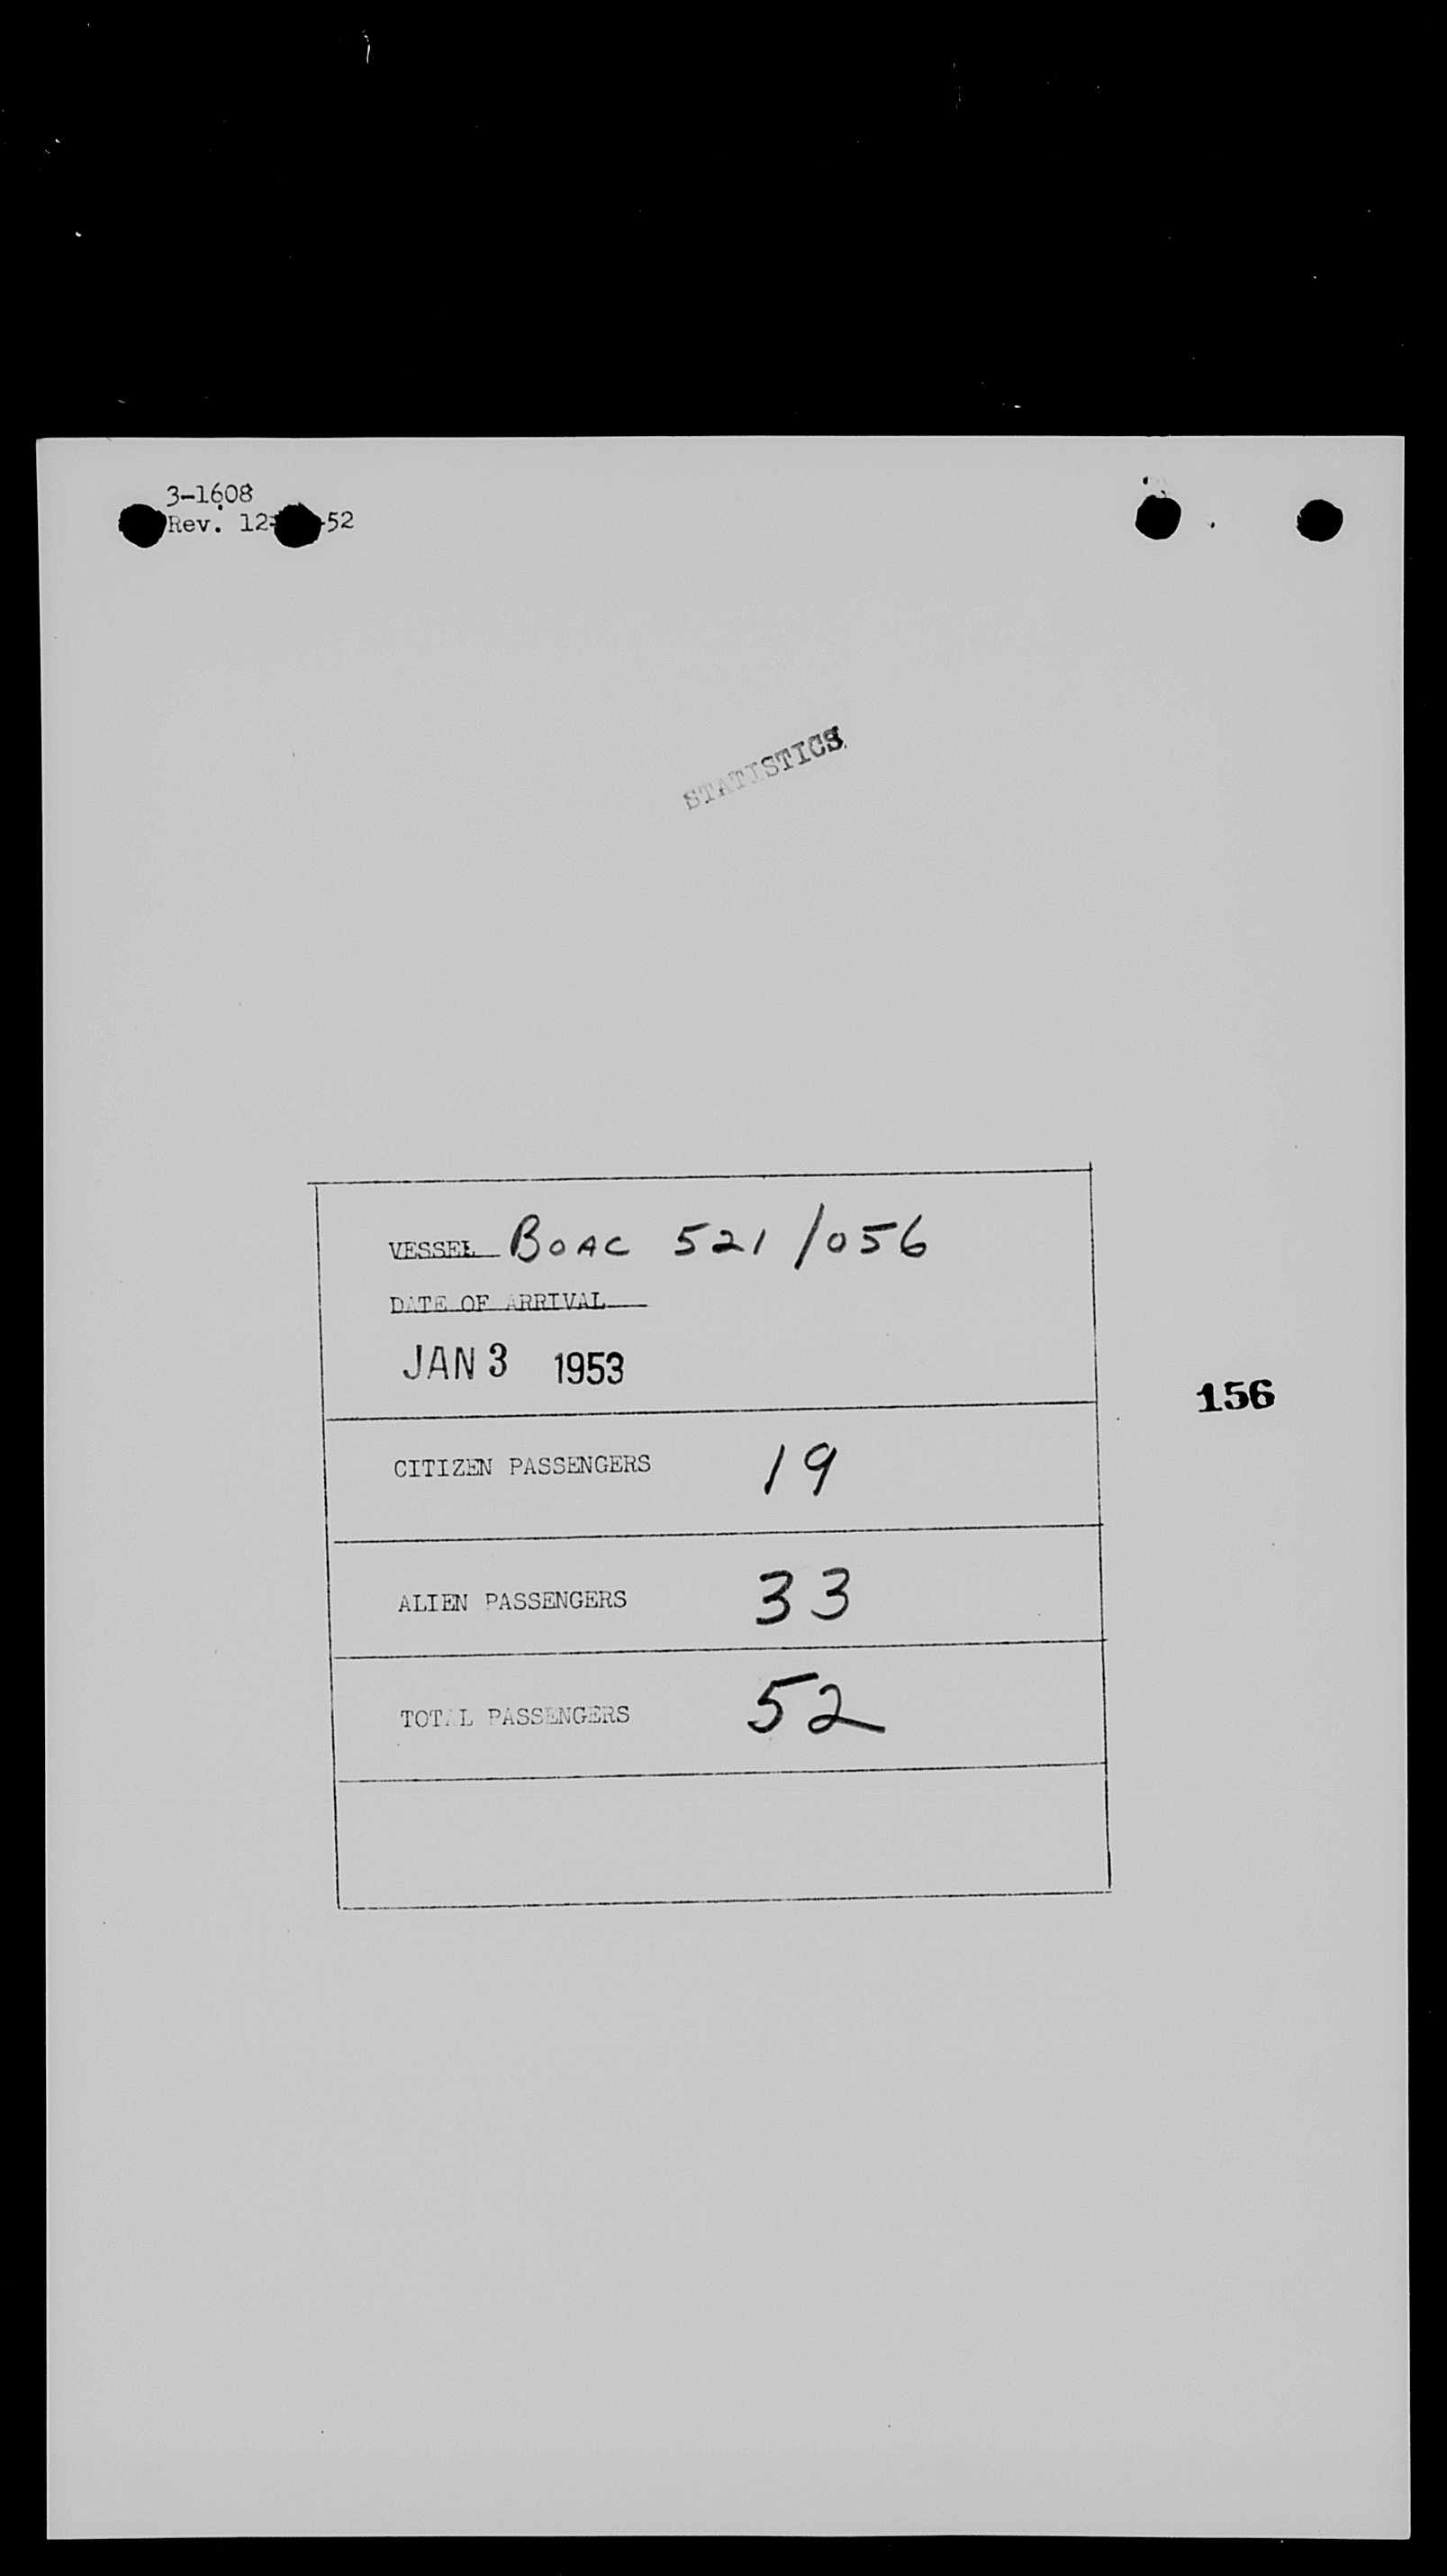 3-1608
Rev. 12- -52
STATISTICS
VESSEL BOAC 521/056
DATE OF ARRIVAL
JAN 3 1953
156
CITIZEN PASSENGERS 19
ALIEN PASSENGERS 33
TOTAL PASSENGERS 52